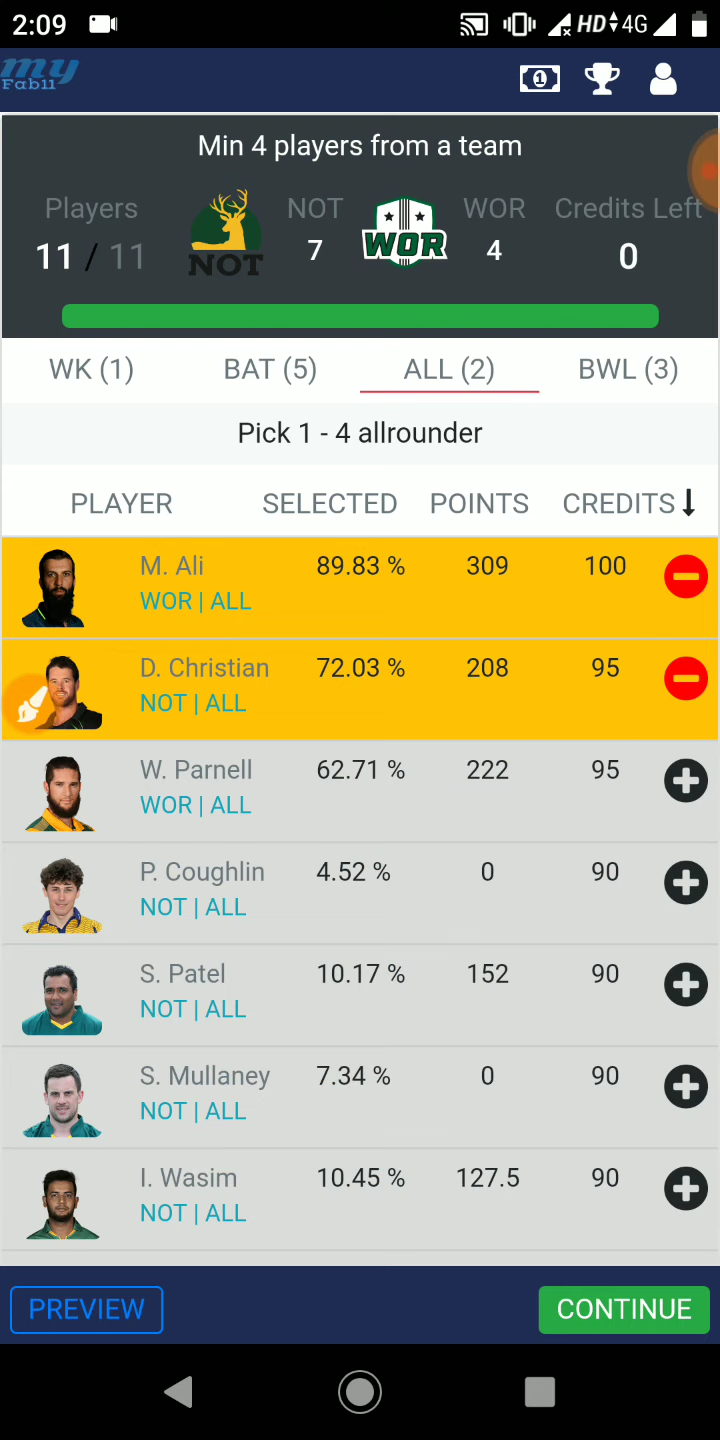 2:09 HD 4G
my
Fab11
Min 4 players from a team
Players NOT WOR Credits Left
11 / 11 NOT 7 WOR 4 0
WK (1) BAT (5) ALL (2) BWL (3)
Pick 1 - 4 allrounder
PLAYER SELECTED POINTS CREDITS
M. Ali 89.83 % 309 100
WOR | ALL
D. Christian 72.03 % 208 95
NOT | ALL
W. Parnell 62.71 % 222 95
WOR | ALL
P. Coughlin 4.52 % 0 90
NOT | ALL
S. Patel 10.17 % 152 90
NOT | ALL
S. Mullaney 7.34 % 0 90
NOT | ALL
I. Wasim 10.45 % 127.5 90
NOT | ALL
PREVIEW CONTINUE